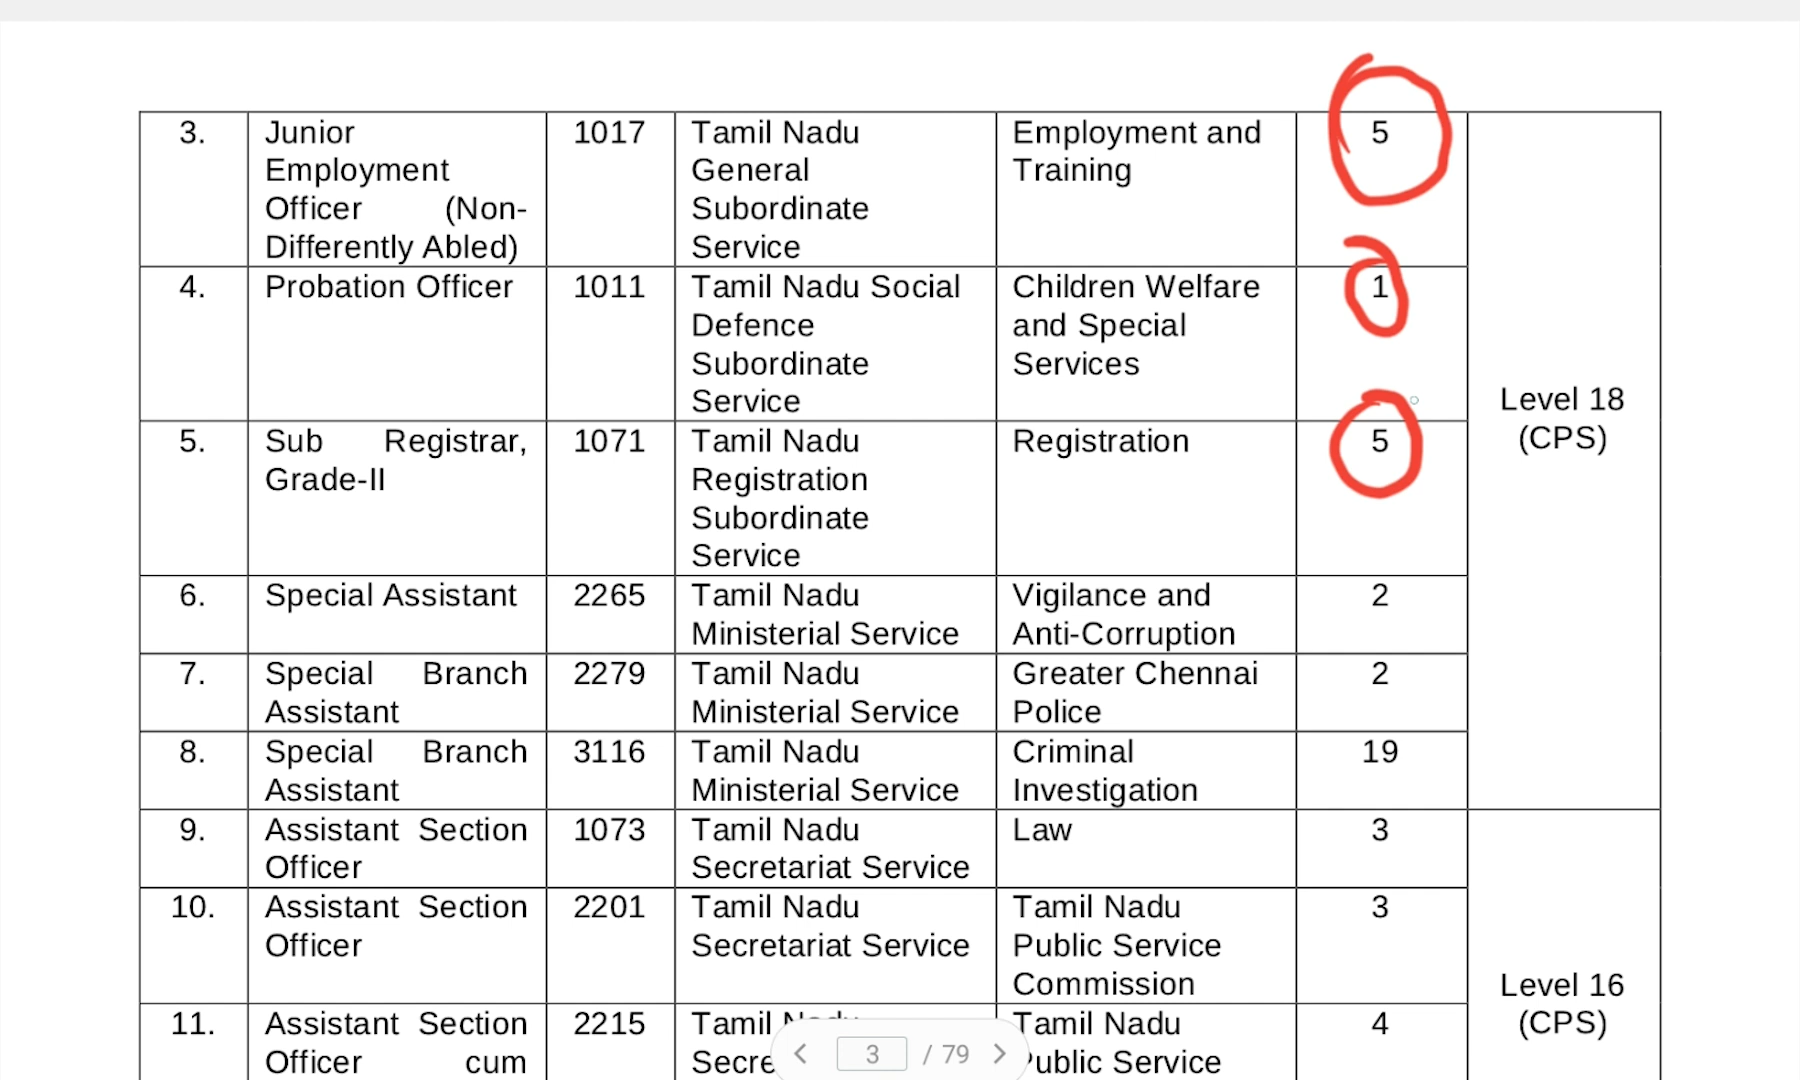 3. Junior Employment Officer (Non-Differently Abled) 1017 Tamil Nadu General Subordinate Service Employment and Training 5
4. Probation Officer 1011 Tamil Nadu Social Defence Subordinate Service Children Welfare and Special Services 1
5. Sub Registrar, Grade-II 1071 Tamil Nadu Registration Subordinate Service Registration 5
Level 18 (CPS)
6. Special Assistant 2265 Tamil Nadu Ministerial Service Vigilance and Anti-Corruption 2
7. Special Branch Assistant 2279 Tamil Nadu Ministerial Service Greater Chennai Police 2
8. Special Branch Assistant 3116 Tamil Nadu Ministerial Service Criminal Investigation 19
9. Assistant Section Officer 1073 Tamil Nadu Secretariat Service Law 3
10. Assistant Section Officer 2201 Tamil Nadu Secretariat Service Tamil Nadu Public Service Commission 3
Level 16 (CPS)
11. Assistant Section Officer cum 2215 Tamil Tamil Nadu Public Service 4
3 / 79